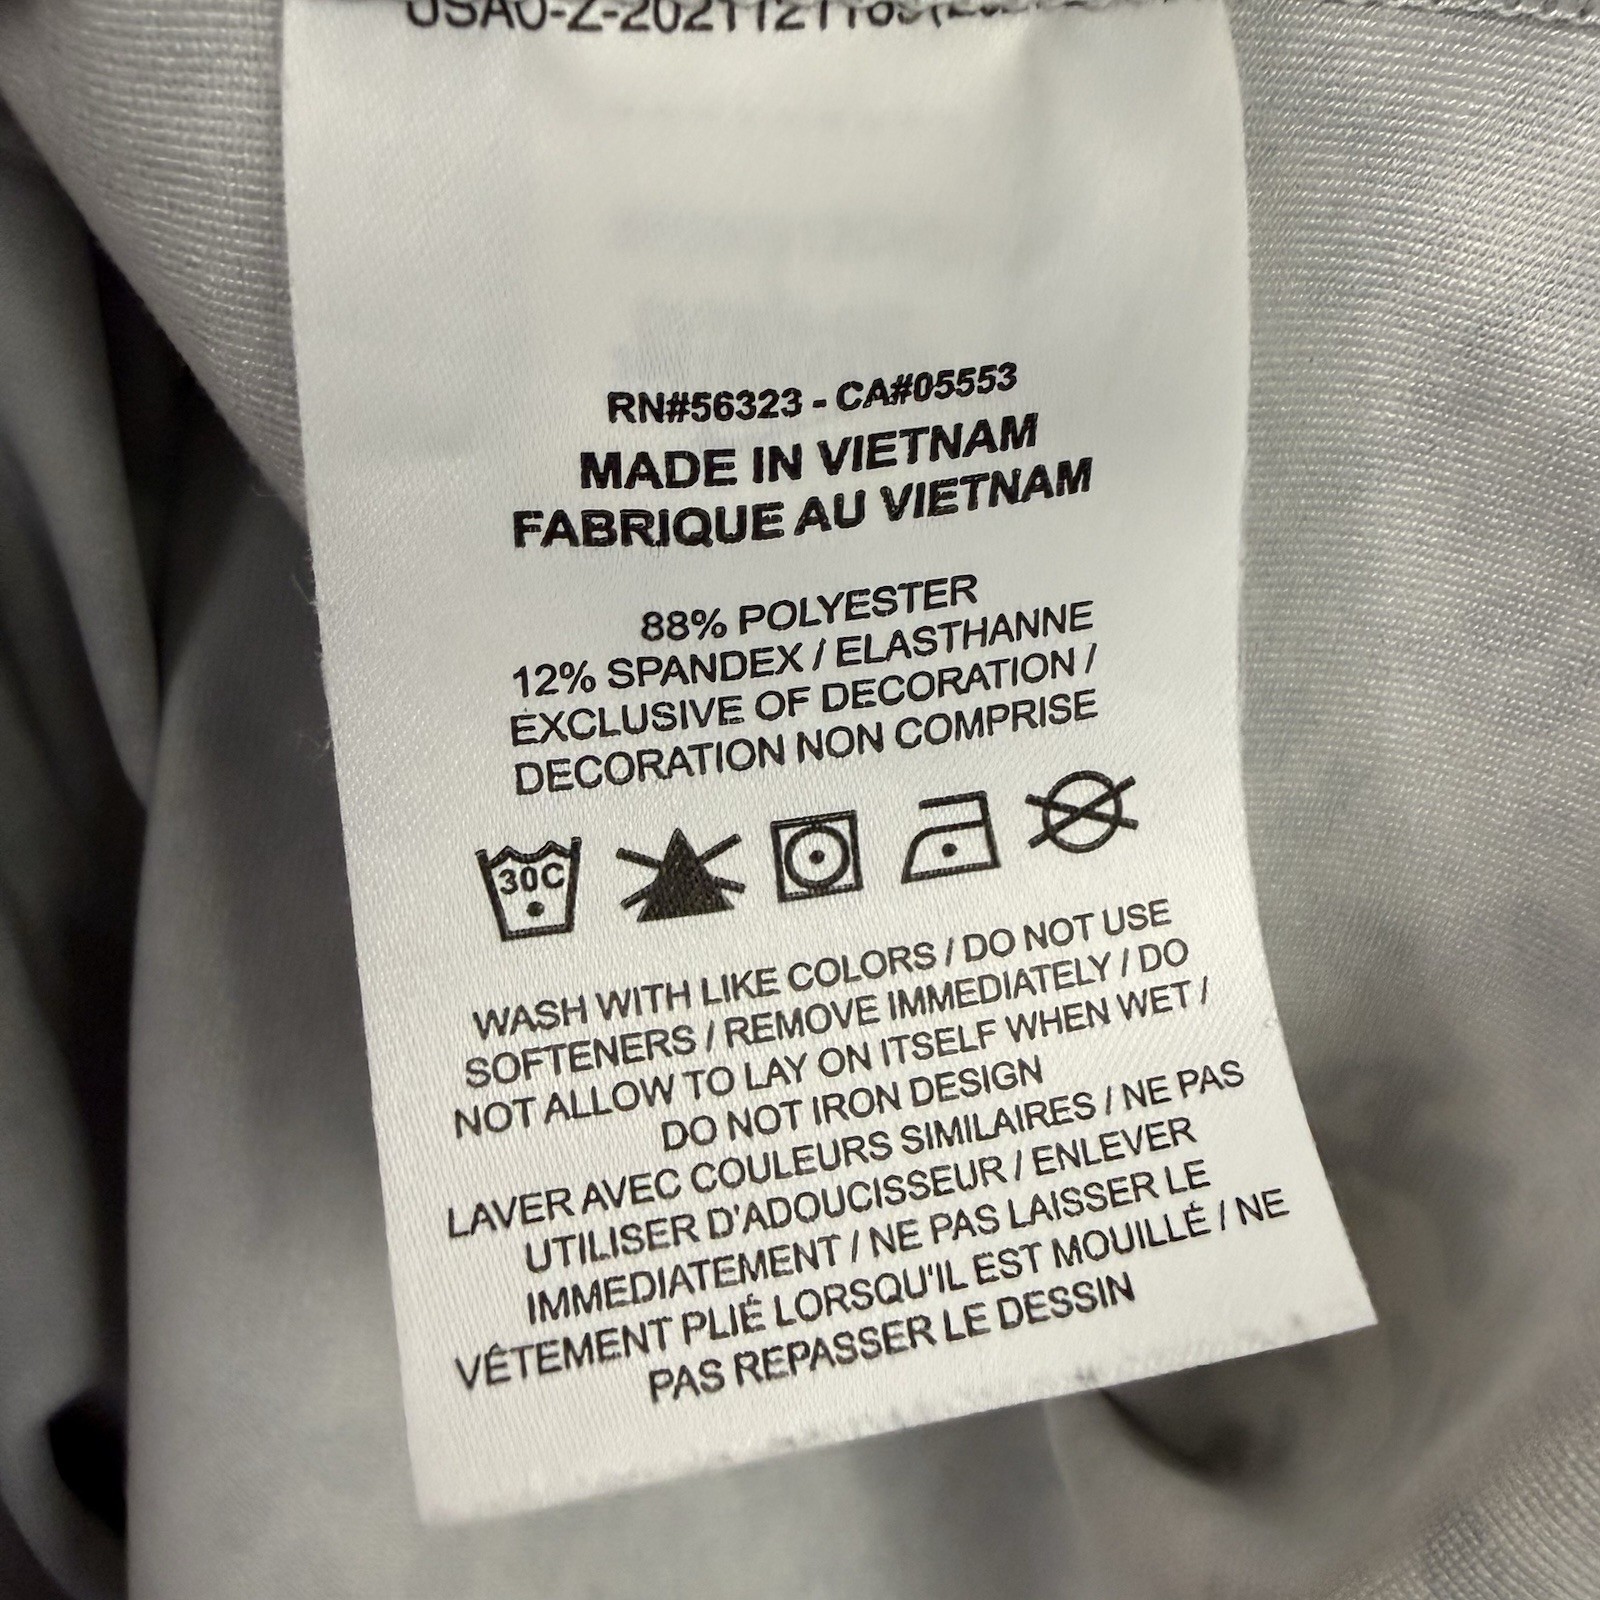 RN#56323 - CA#05553
MADE IN VIETNAM
FABRIQUE AU VIETNAM
88% POLYESTER
12% SPANDEX / ELASTHANNE
EXCLUSIVE OF DECORATION /
DECORATION NON COMPRISE
30C
WASH WITH LIKE COLORS / DO NOT USE
SOFTENERS / REMOVE IMMEDIATELY / DO
NOT ALLOW TO LAY ON ITSELF WHEN WET /
DO NOT IRON DESIGN
LAVER AVEC COULEURS SIMILAIRES / NE PAS
UTILISER D'ADOUCISSEUR / ENLEVER
IMMEDIATEMENT / NE PAS LAISSER LE
VÊTEMENT PLIÉ LORSQU'IL EST MOUILLÉ / NE
PAS REPASSER LE DESSIN